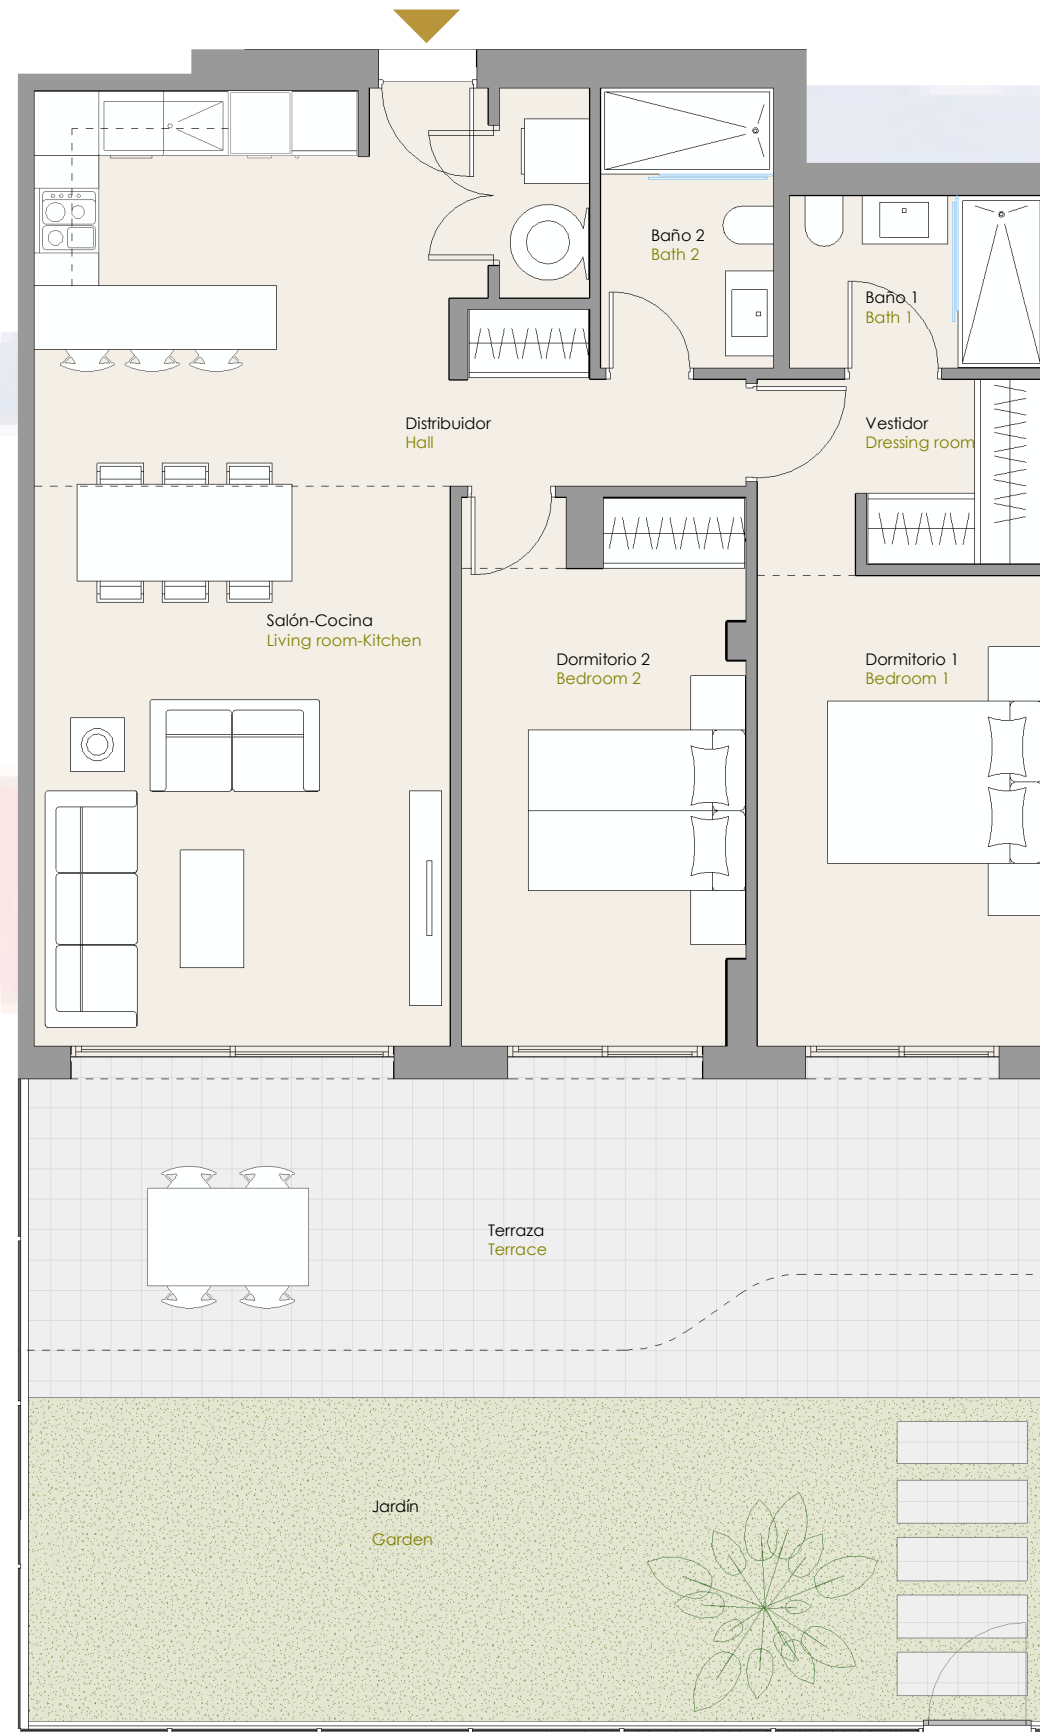 Baño 2
Bath 2
Baño 1
Bath 1
Distribuidor
Hall
Vestidor
Dressing room
Salón-Cocina
Living room-Kitchen
Dormitorio 2
Bedroom 2
Dormitorio 1
Bedroom 1
Terraza
Terrace
Jardín
Garden